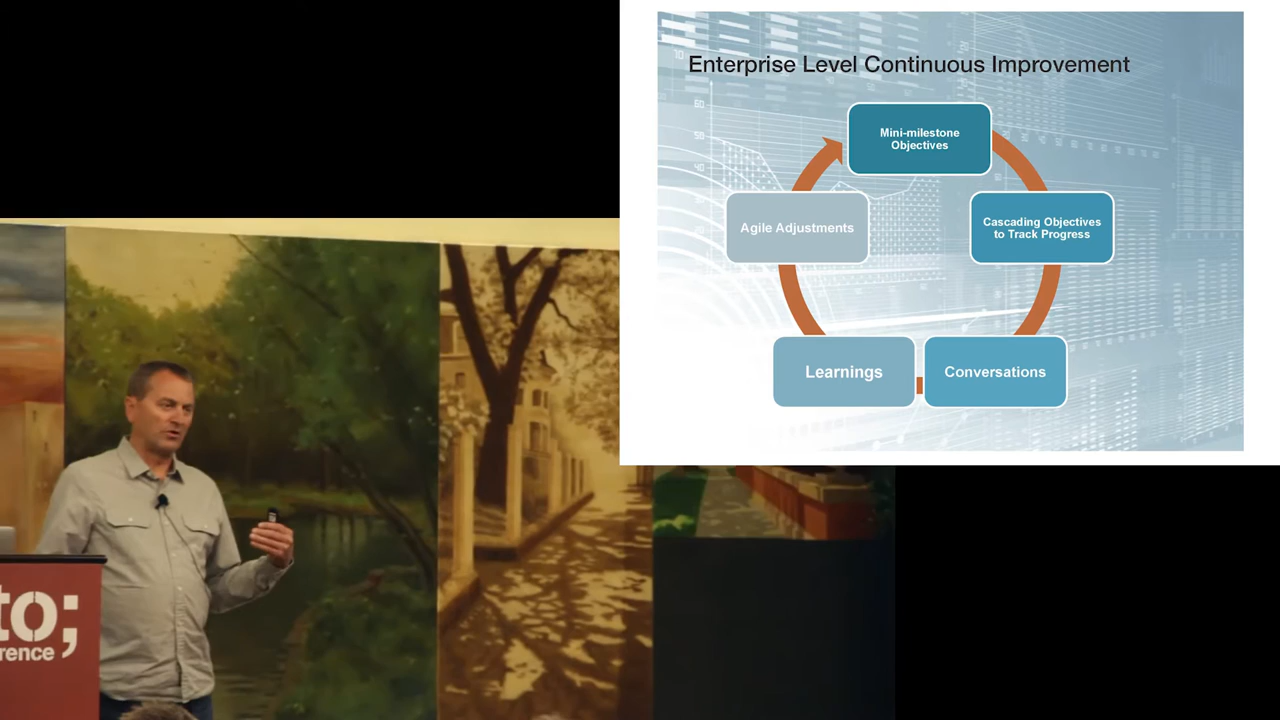 Enterprise Level Continuous Improvement
Mini-milestone
Objectives
Cascading Objectives
to Track Progress
Agile Adjustments
Learnings
Conversations
to;
rence